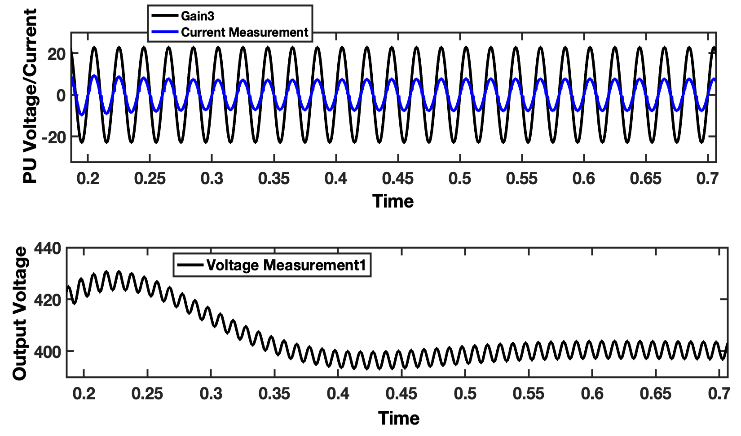 Gain3
Current Measurement
PU Voltage/Current
20
0
-20
0.2 0.25 0.3 0.35 0.4 0.45 0.5 0.55 0.6 0.65 0.7
Time
Voltage Measurement1
Output Voltage
440
420
400
0.2 0.25 0.3 0.35 0.4 0.45 0.5 0.55 0.6 0.65 0.7
Time